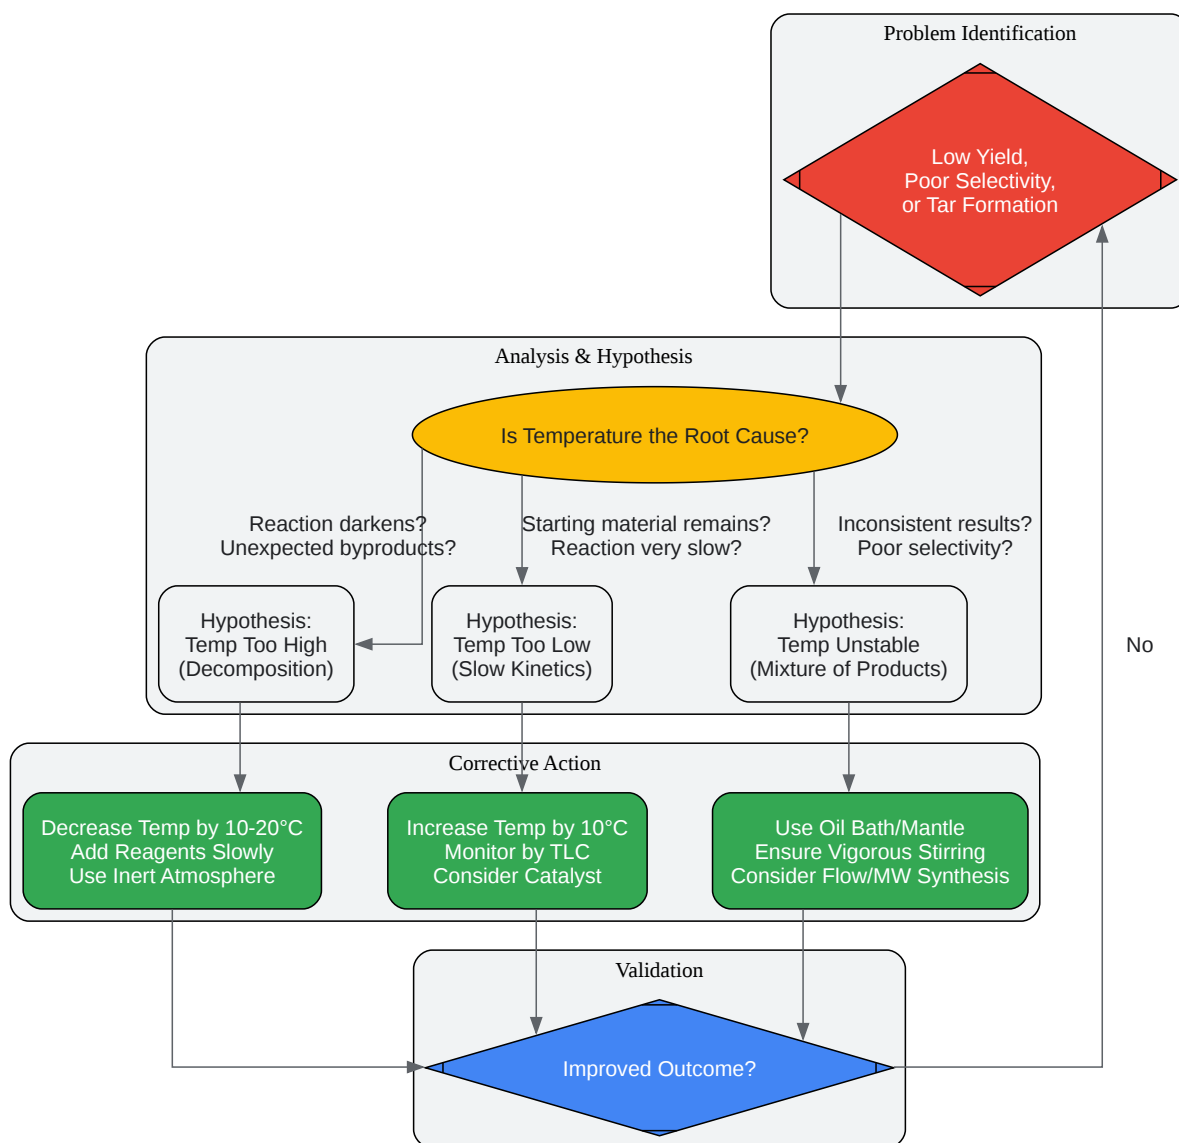 Problem Identification
Low Yield,
Poor Selectivity,
or Tar Formation
Analysis & Hypothesis
Is Temperature the Root Cause?
Reaction darkens?
Unexpected byproducts?
Starting material remains?
Reaction very slow?
Inconsistent results?
Poor selectivity?
Hypothesis:
Temp Too High
(Decomposition)
Hypothesis:
Temp Too Low
(Slow Kinetics)
Hypothesis:
Temp Unstable
(Mixture of Products)
No
Corrective Action
Decrease Temp by 10-20°C
Add Reagents Slowly
Use Inert Atmosphere
Increase Temp by 10°C
Monitor by TLC
Consider Catalyst
Use Oil Bath/Mantle
Ensure Vigorous Stirring
Consider Flow/MW Synthesis
Validation
Improved Outcome?